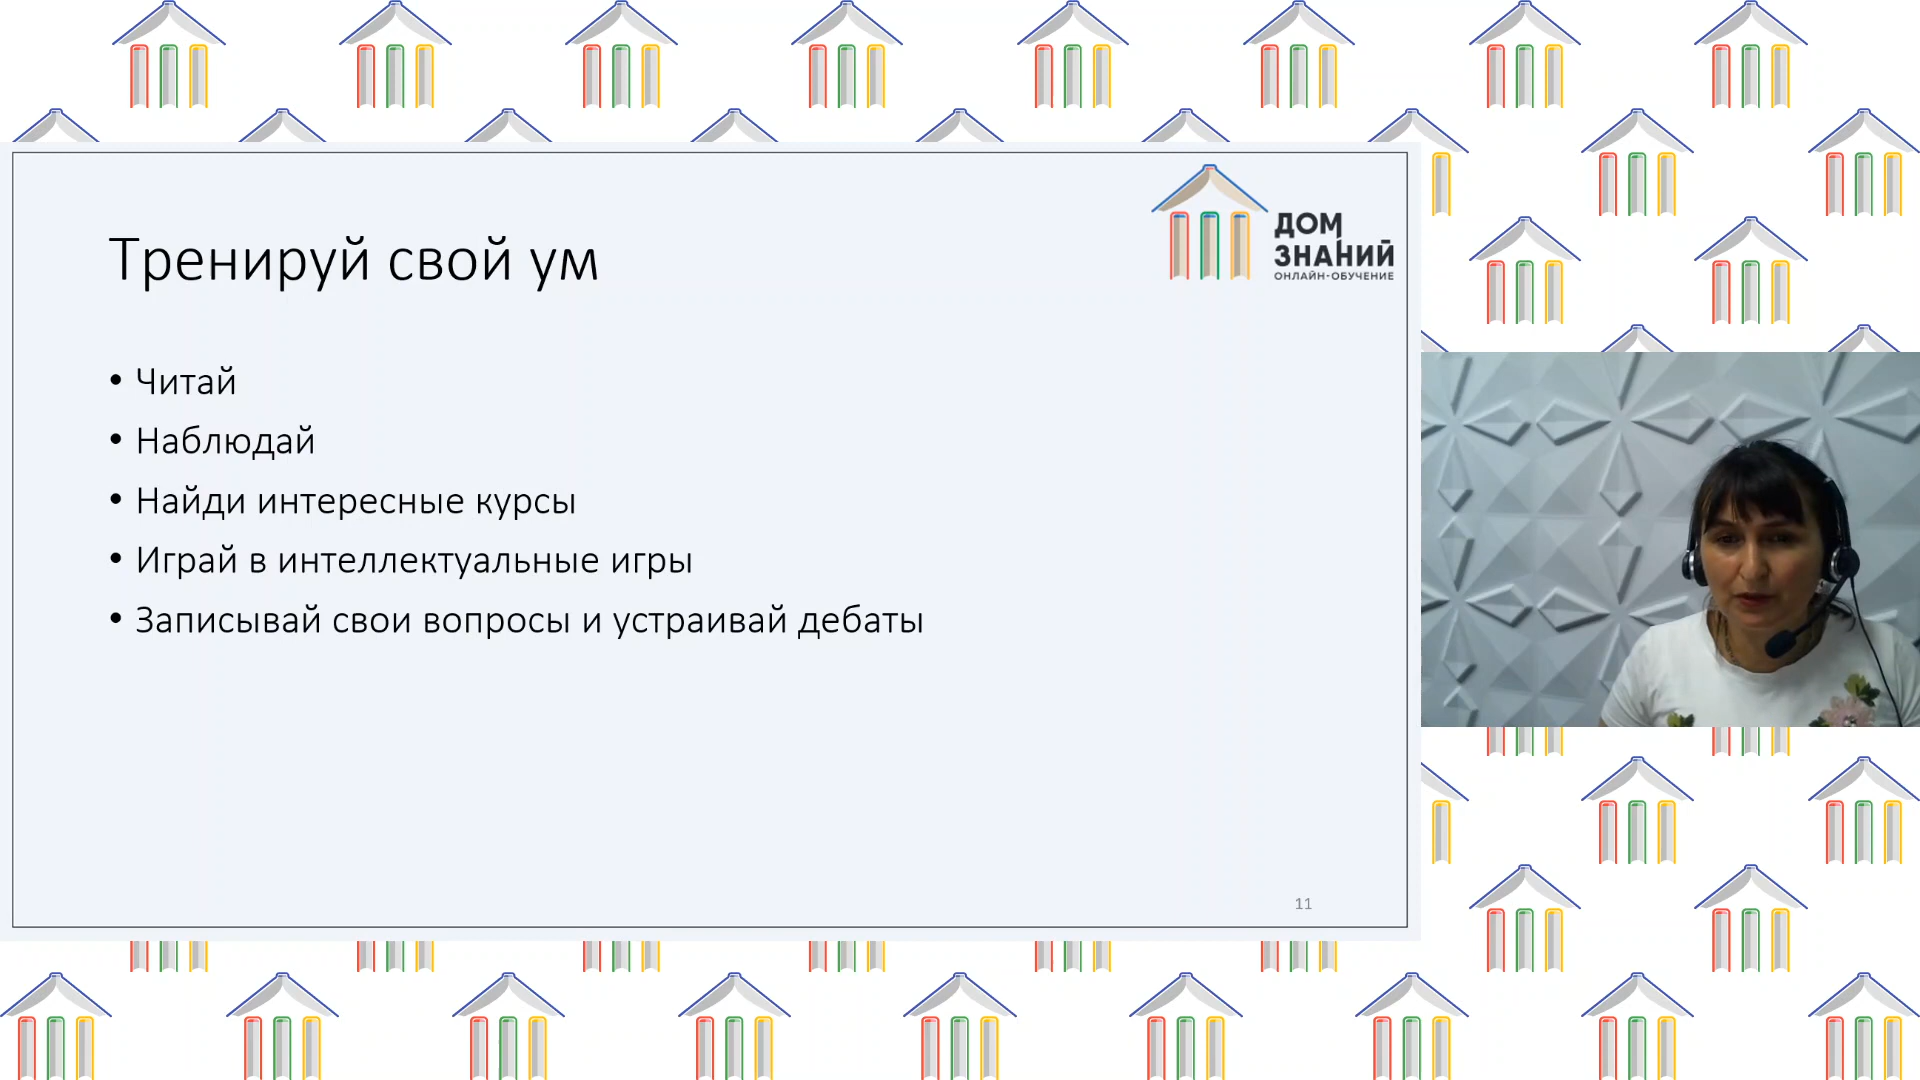 ДОМ
ЗНАНИЙ
ОНЛАЙН-ОБУЧЕНИЕ
Тренируй свой ум
• Читай
• Наблюдай
• Найди интересные курсы
• Играй в интеллектуальные игры
• Записывай свои вопросы и устраивай дебаты
11